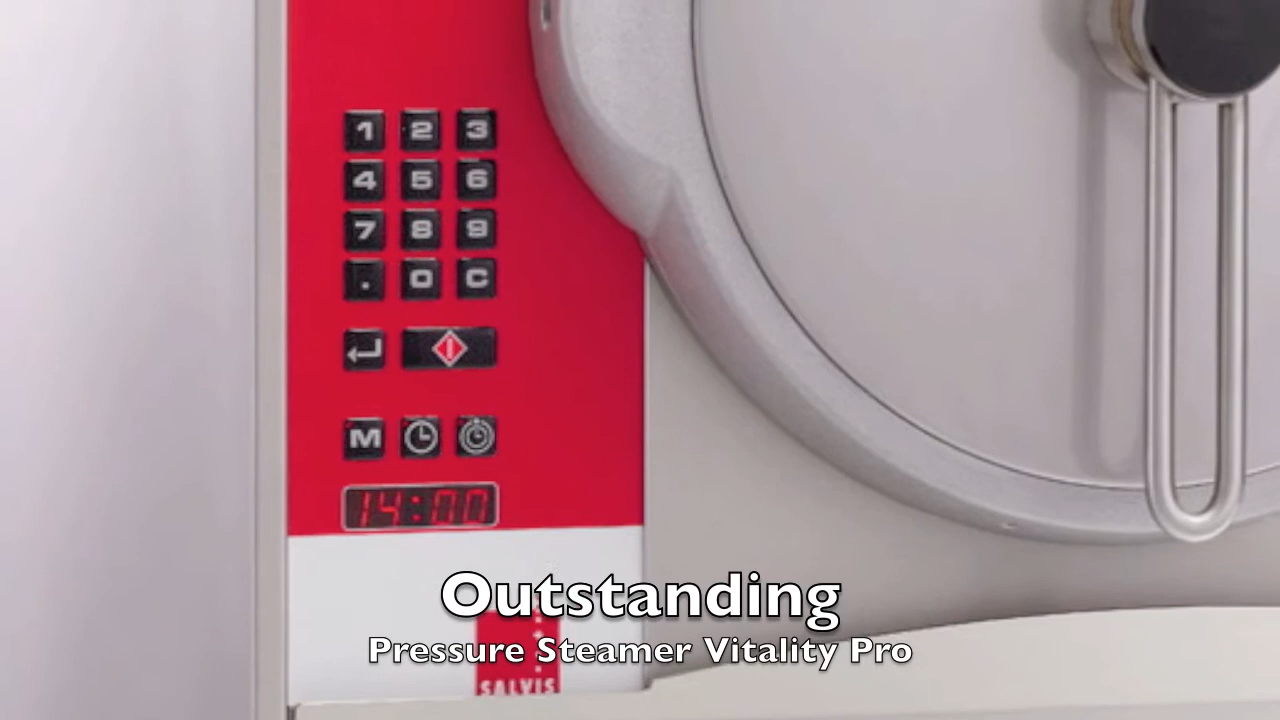 1 2 3
4 5 6
7 8 9
. 0 C
M
14:00
Outstanding
Pressure Steamer Vitality Pro
SALVIS